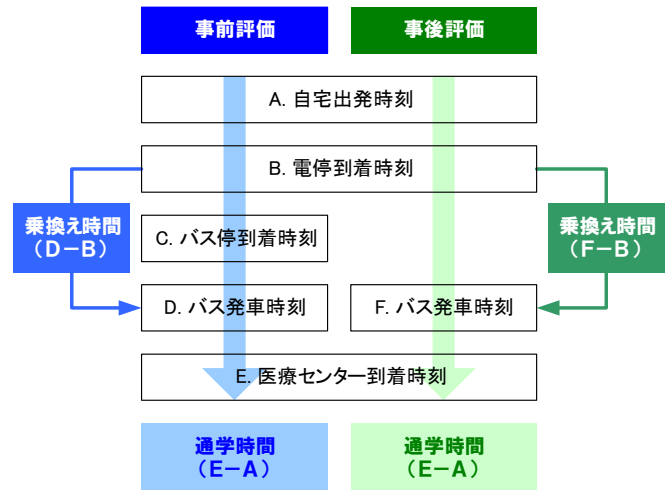 事前評価
事後評価
A. 自宅出発時刻
B. 電停到着時刻
乗換え時間
（D－B）
乗換え時間
（F－B）
C. バス停到着時刻
D. バス発車時刻
F. バス発車時刻
E. 医療センター到着時刻
通学時間
（E－A）
通学時間
（E－A）